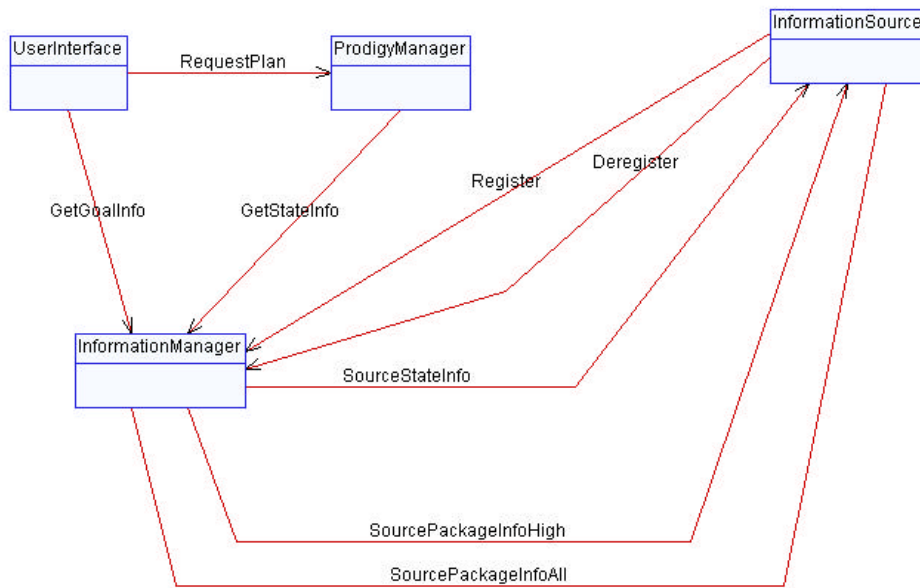 InformationSource
UserInterface
ProdigyManager
RequestPlan
Deregister
Register
GetGoalInfo
GetStateInfo
InformationManager
SourceStateInfo
SourcePackageInfoHigh
SourcePackageInfoAll